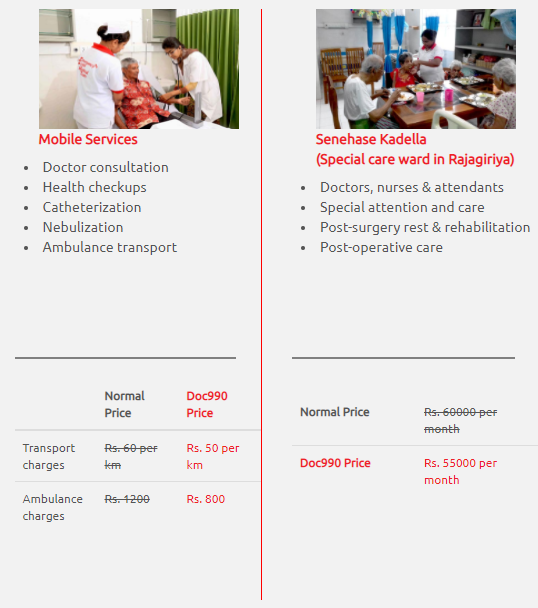 Mobile Services
• Doctor consultation
• Health checkups
• Catheterization
• Nebulization
• Ambulance transport
Normal Price Doc990 Price
Transport charges Rs. 60 per km Rs. 50 per km
Ambulance charges Rs. 1200 Rs. 800
Senehase Kadella
(Special care ward in Rajagiriya)
• Doctors, nurses & attendants
• Special attention and care
• Post-surgery rest & rehabilitation
• Post-operative care
Normal Price Rs. 60000 per month
Doc990 Price Rs. 55000 per month